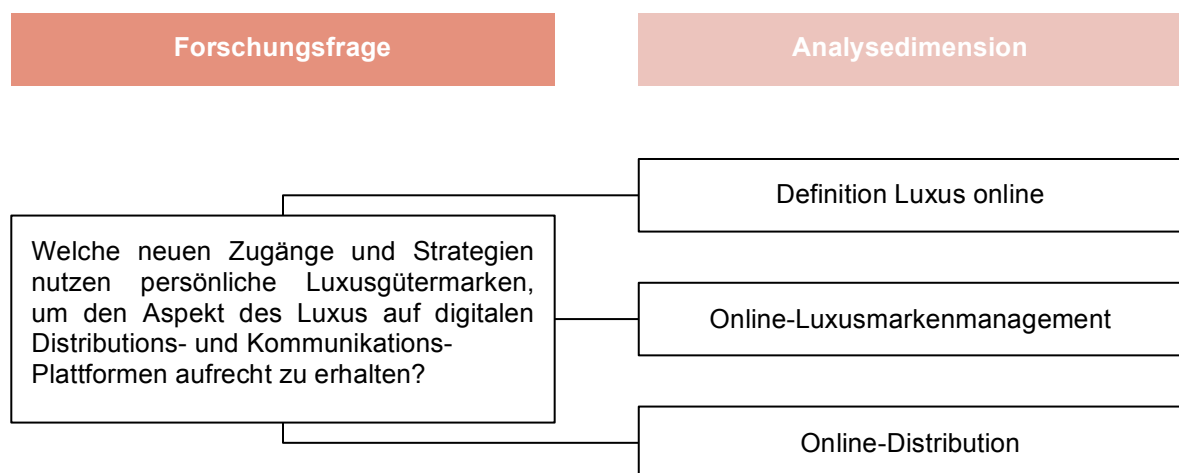 Forschungsfrage
Analysedimension
Definition Luxus online
Welche neuen Zugänge und Strategien
nutzen persönliche Luxusgütermarken,
um den Aspekt des Luxus auf digitalen
Distributions- und Kommunikations-
Plattformen aufrecht zu erhalten?
Online-Luxusmarkenmanagement
Online-Distribution